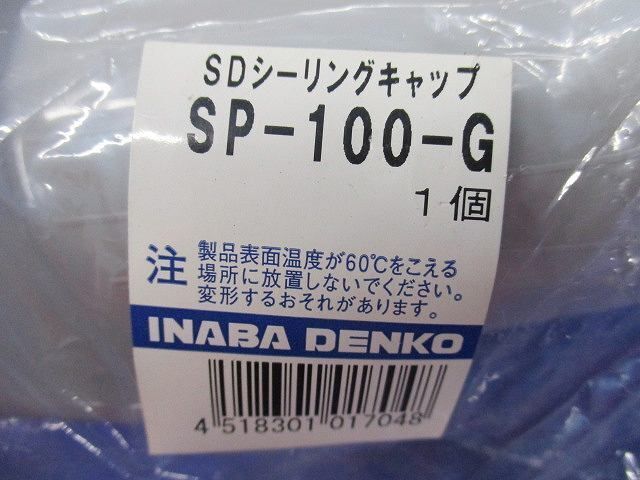 SDシーリングキャップ
SP-100-G
1個
注 製品表面温度が60℃をこえる
場所に放置しないでください。
変形するおそれがあります。
INABA DENKO
4 518301 017048